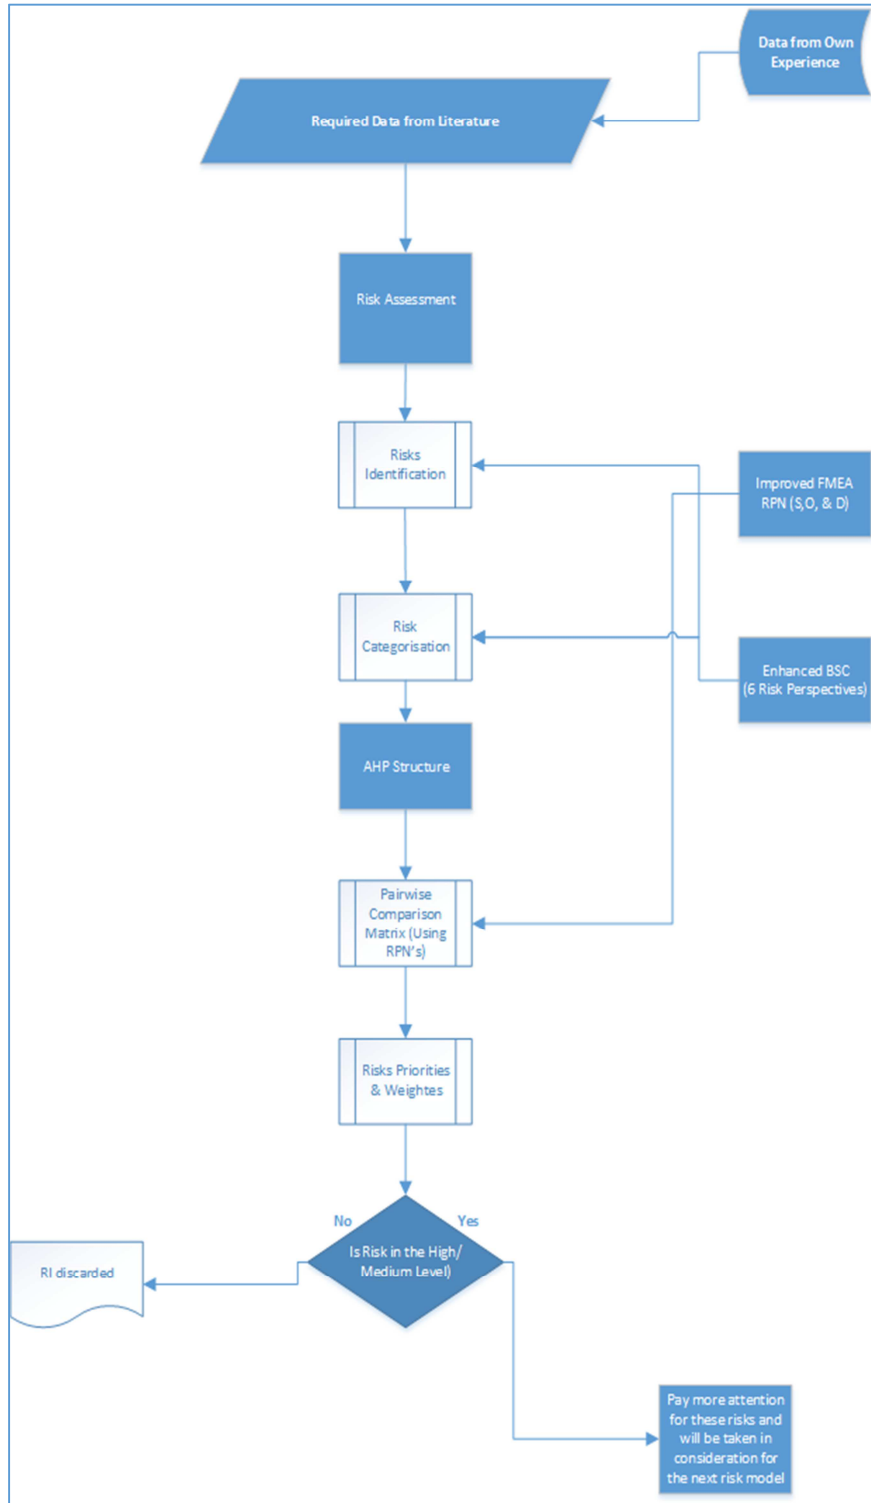 Data from Own
Experience
Required Data from Literature
Risk Assessment
Risks
Identification
Improved FMEA
RPN (S,O, & D)
Risk
Categorisation
Enhanced BSC
(6 Risk Perspectives)
AHP Structure
Pairwise
Comparison
Matrix (Using
RPN's)
Risks Priorities
& Weightes
No
Yes
Is Risk in the High/
Medium Level)
RI discarded
Pay more attention
for these risks and
will be taken in
consideration for
the next risk model